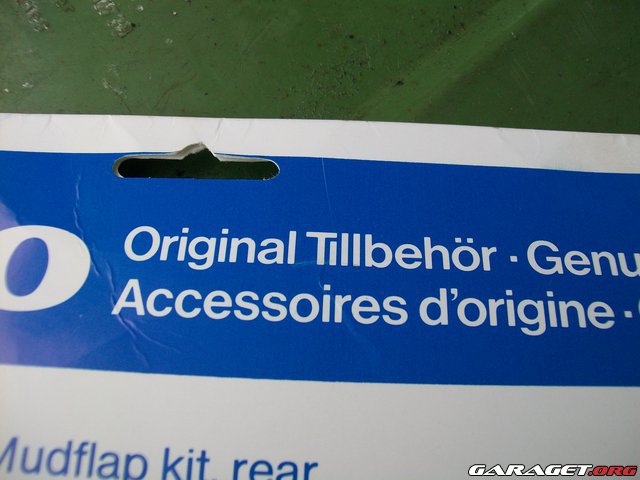 o
Original Tillbehör · Genu
Accessoires d'origine ·
Mudflap kit, rear
GARAGET.ORG